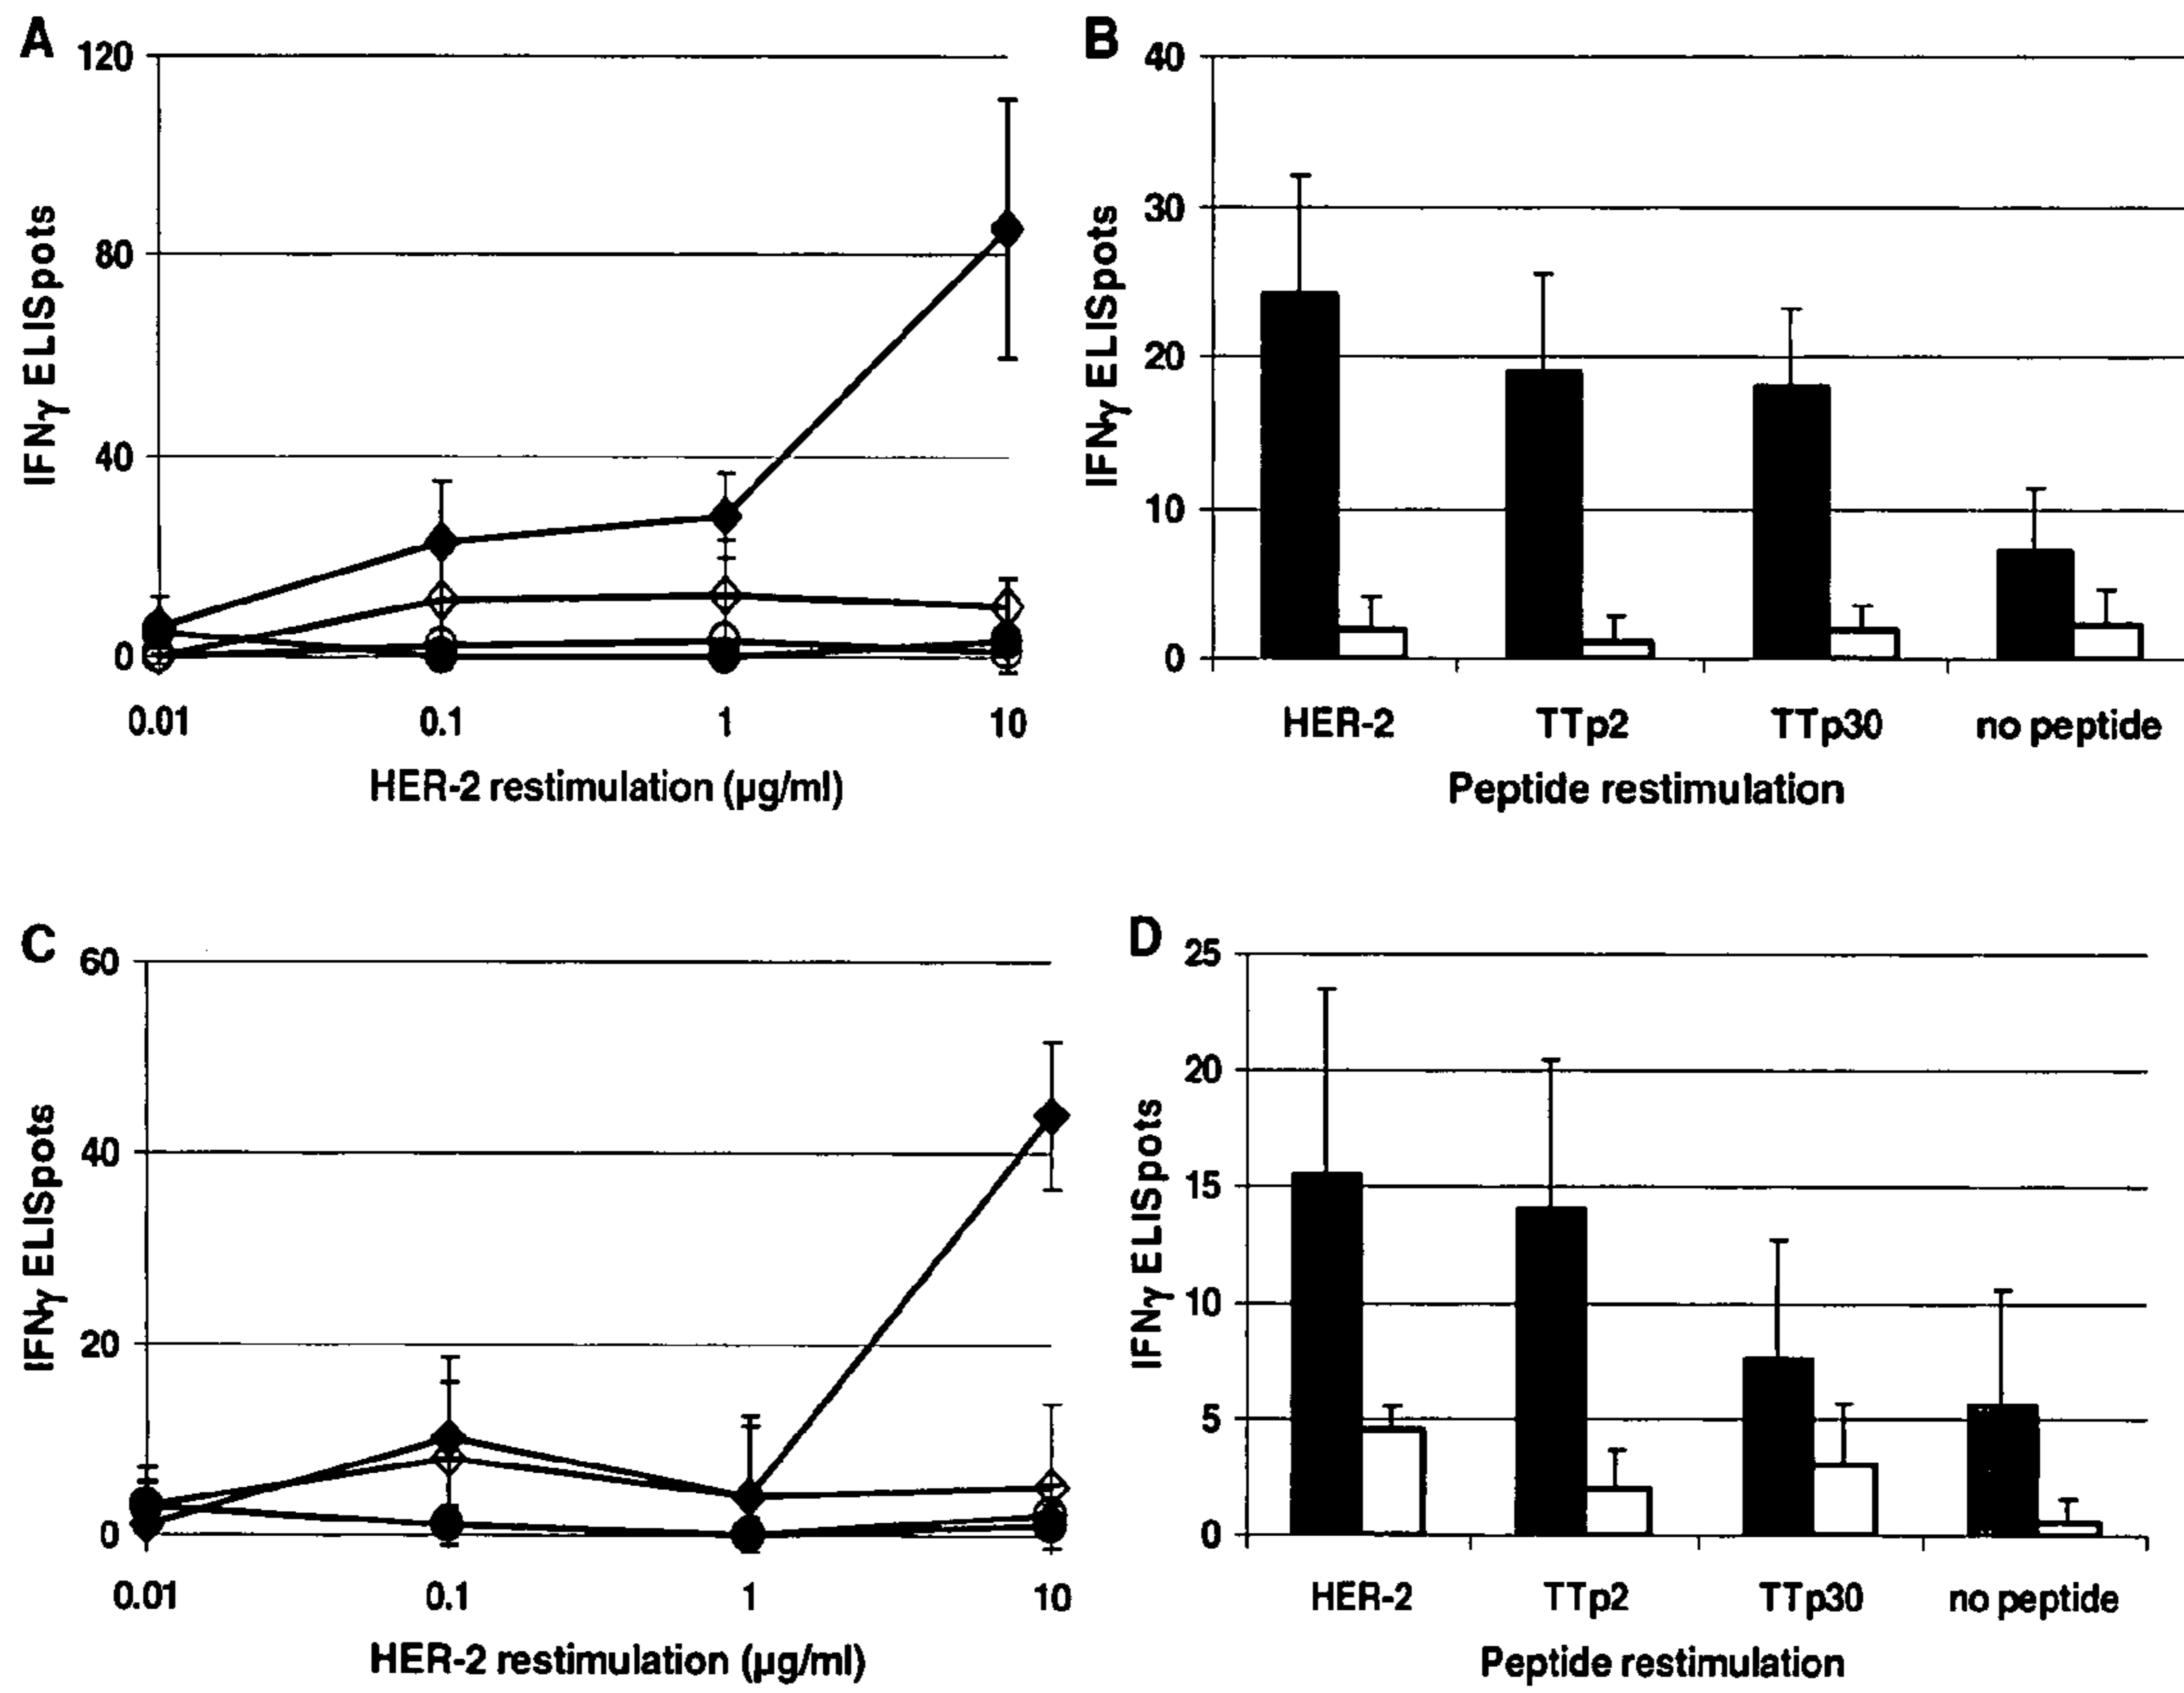 A
120
80
40
0
IFNγ ELISpots
0.01 0.1 1 10
HER-2 restimulation (µg/ml)
B
40
30
20
10
0
IFNγ ELISpots
HER-2 TTp2 TTp30 no peptide
Peptide restimulation
C
60
40
20
0
IFNγ ELISpots
0.01 0.1 1 10
HER-2 restimulation (µg/ml)
D
25
20
15
10
5
0
IFNγ ELISpots
HER-2 TTp2 TTp30 no peptide
Peptide restimulation